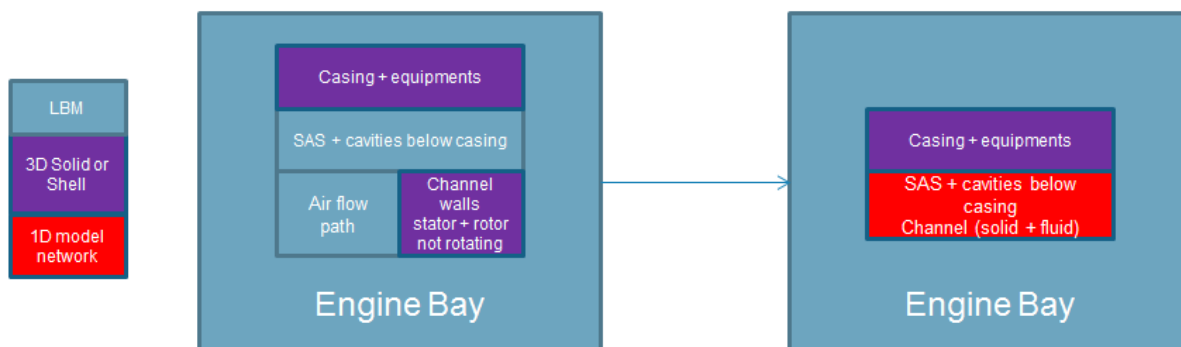 LBM
3D Solid or
Shell
1D model
network
Casing + equipments
SAS + cavities below casing
Air flow
path
Channel
walls
stator + rotor
not rotating
Engine Bay
Casing + equipments
SAS + cavities below
casing
Channel (solid + fluid)
Engine Bay